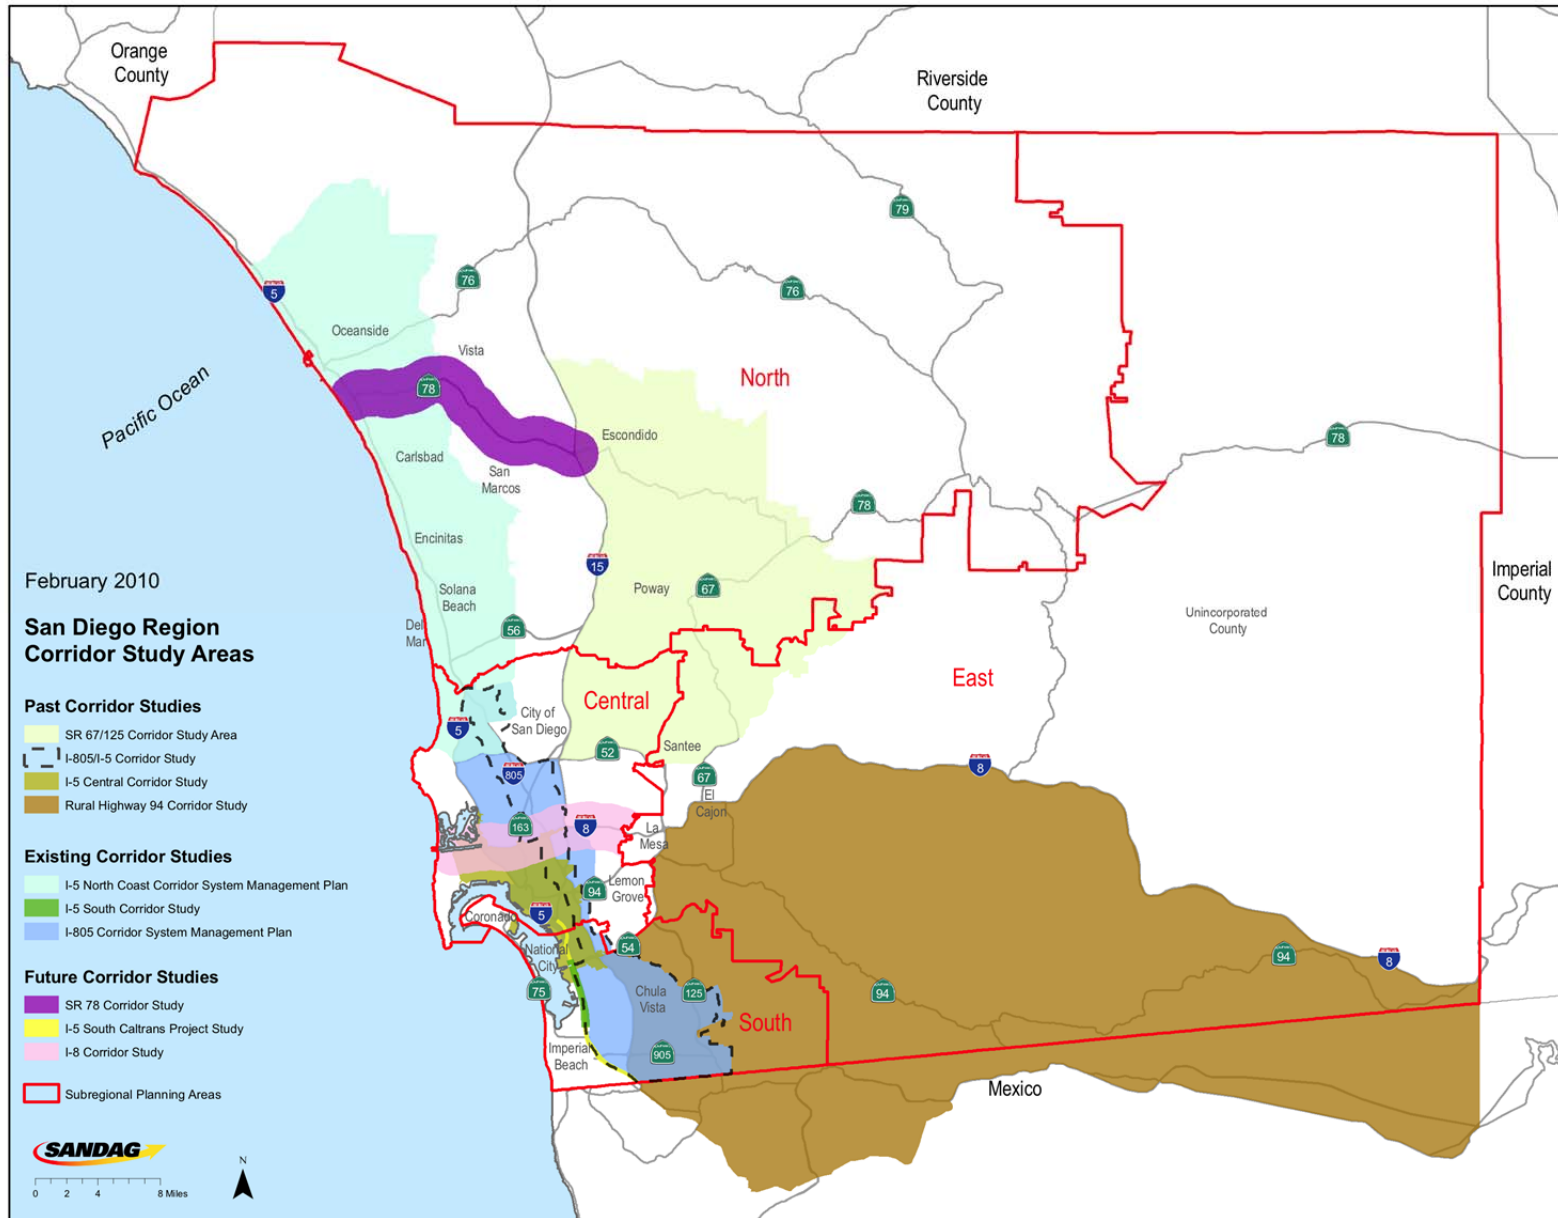 Orange
County
Riverside
County
79
76
76
5
Oceanside
Vista
78
North
Pacific Ocean
Escondido
78
Carlsbad
San
Marcos
78
Encinitas
15
February 2010
Poway
67
Imperial
County
Solana
Beach
Unincorporated
County
Del
Mar
56
San Diego Region
Corridor Study Areas
East
Central
Past Corridor Studies
City of
San Diego
5
SR 67/125 Corridor Study Area
52
Santee
I-805/I-5 Corridor Study
8
805
67
I-5 Central Corridor Study
El
Cajon
Rural Highway 94 Corridor Study
163
8
La
Mesa
Existing Corridor Studies
I-5 North Coast Corridor System Management Plan
94
Lemon
Grove
I-5 South Corridor Study
Coronado
5
I-805 Corridor System Management Plan
54
National
City
94
8
Future Corridor Studies
75
Chula
Vista
125
94
SR 78 Corridor Study
South
I-5 South Caltrans Project Study
Imperial
Beach
905
I-8 Corridor Study
Mexico
Subregional Planning Areas
SANDAG
N
0 2 4 8 Miles